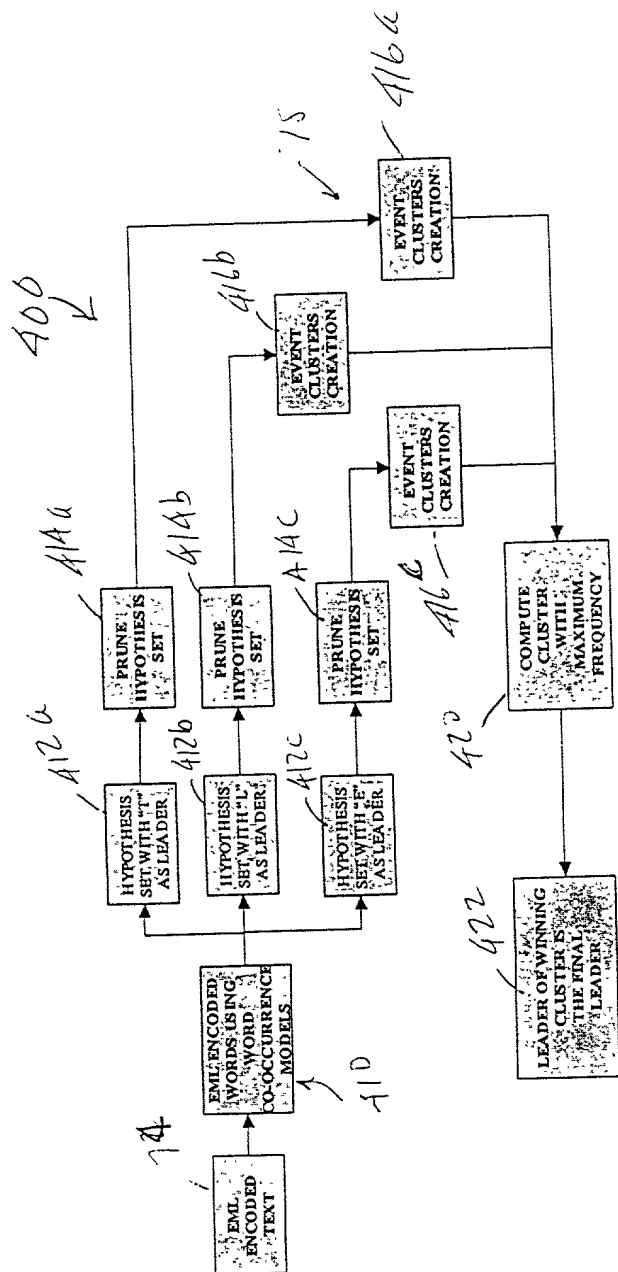 400
15
74
EML
ENCODED
TEXT
410
EML ENCODED
WORDS USING
WORD
CO-OCCURRENCE
MODELS
412a
HYPOTHESIS
SET WITH "T"
AS LEADER
414a
PRUNE
HYPOTHESIS
SET
416a
EVENT
CLUSTERS
CREATION
412b
HYPOTHESIS
SET WITH "L"
AS LEADER
414b
PRUNE
HYPOTHESIS
SET
416b
EVENT
CLUSTERS
CREATION
412c
HYPOTHESIS
SET WITH "E"
AS LEADER
414c
PRUNE
HYPOTHESIS
SET
416c
EVENT
CLUSTERS
CREATION
420
COMPUTE
CLUSTER
WITH
MAXIMUM
FREQUENCY
422
LEADER OF WINNING
CLUSTER IS
THE FINAL
LEADER